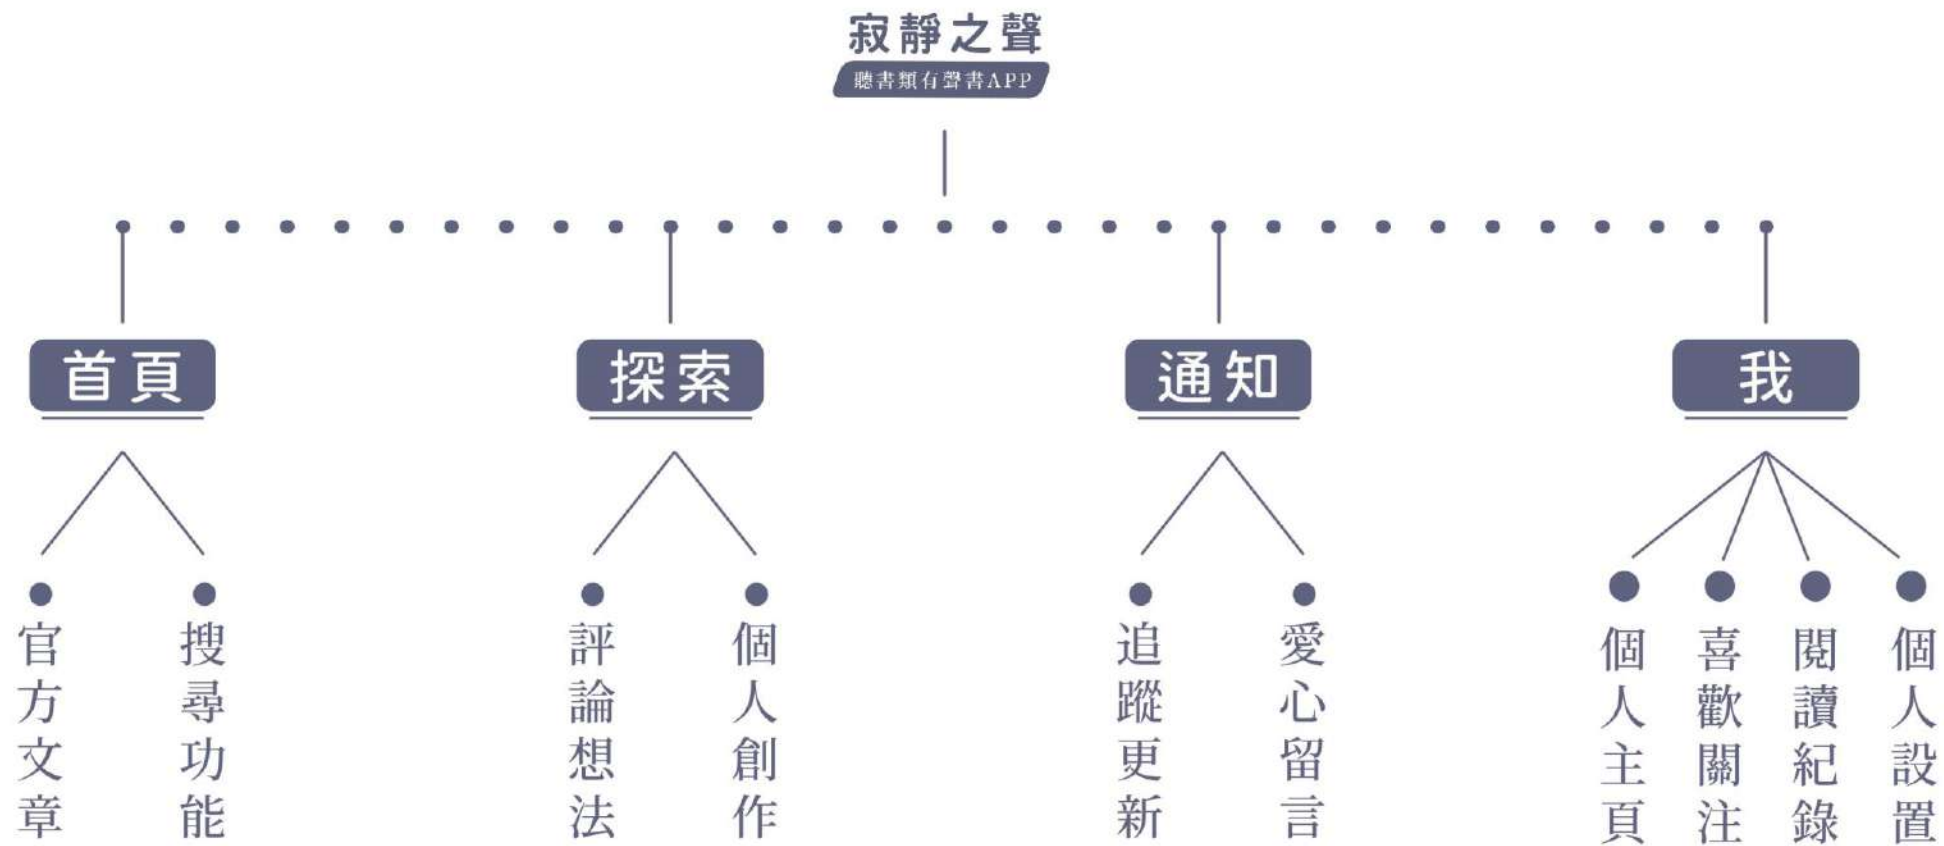 寂靜之聲
聽書類有聲書APP
首頁
探索
通知
我
官方文章
搜尋功能
評論想法
個人創作
追蹤更新
愛心留言
個人主頁
喜歡關注
閱讀紀錄
個人設置